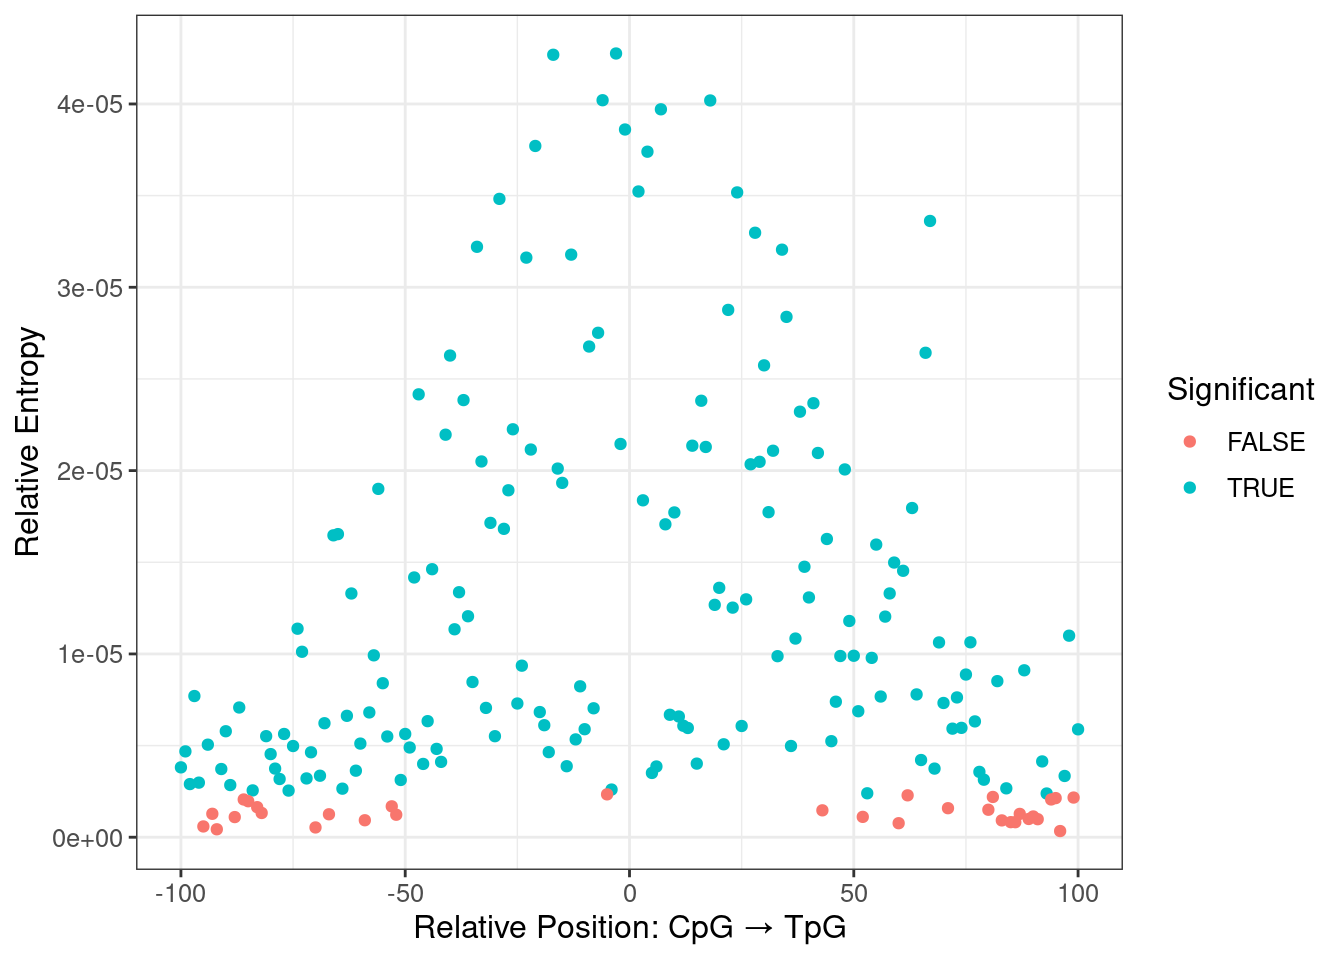 Relative Entropy
4e-05
3e-05
2e-05
1e-05
0e+00
-100
-50
0
50
100
Relative Position: CpG → TpG
Significant
FALSE
TRUE